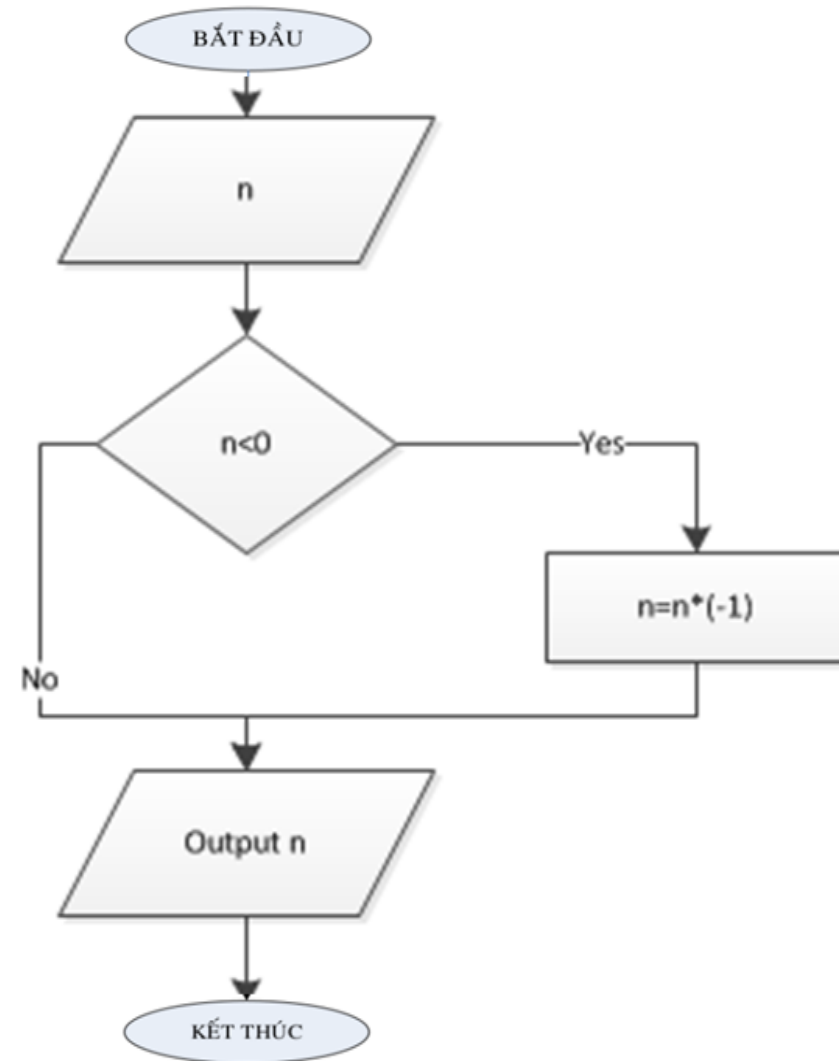 BẮT ĐẦU
n
n<0
Yes
n=n*(-1)
No
Output n
KẾT THÚC